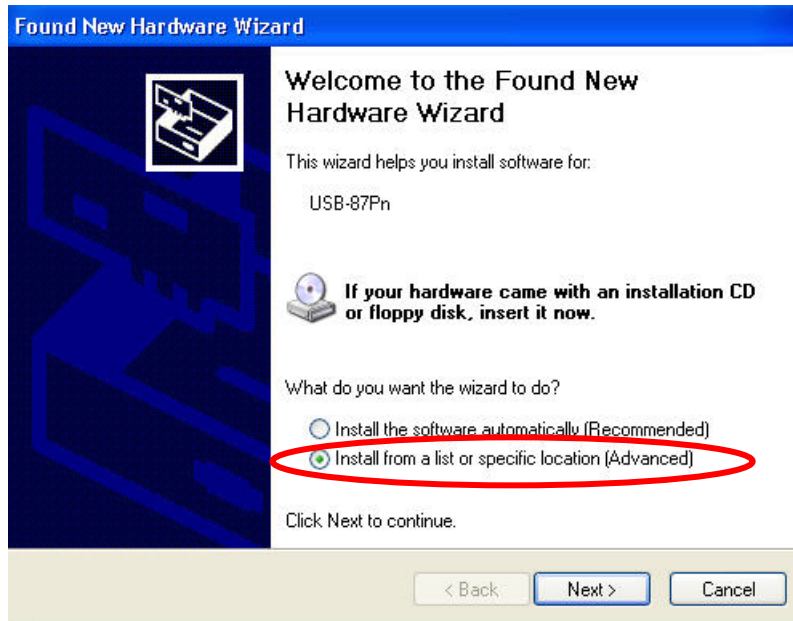 Found New Hardware Wizard
Welcome to the Found New
Hardware Wizard
This wizard helps you install software for:
USB-87Pn
If your hardware came with an installation CD
or floppy disk, insert it now.
What do you want the wizard to do?
Install the software automatically (Recommended)
Install from a list or specific location (Advanced)
Click Next to continue.
< Back
Next >
Cancel